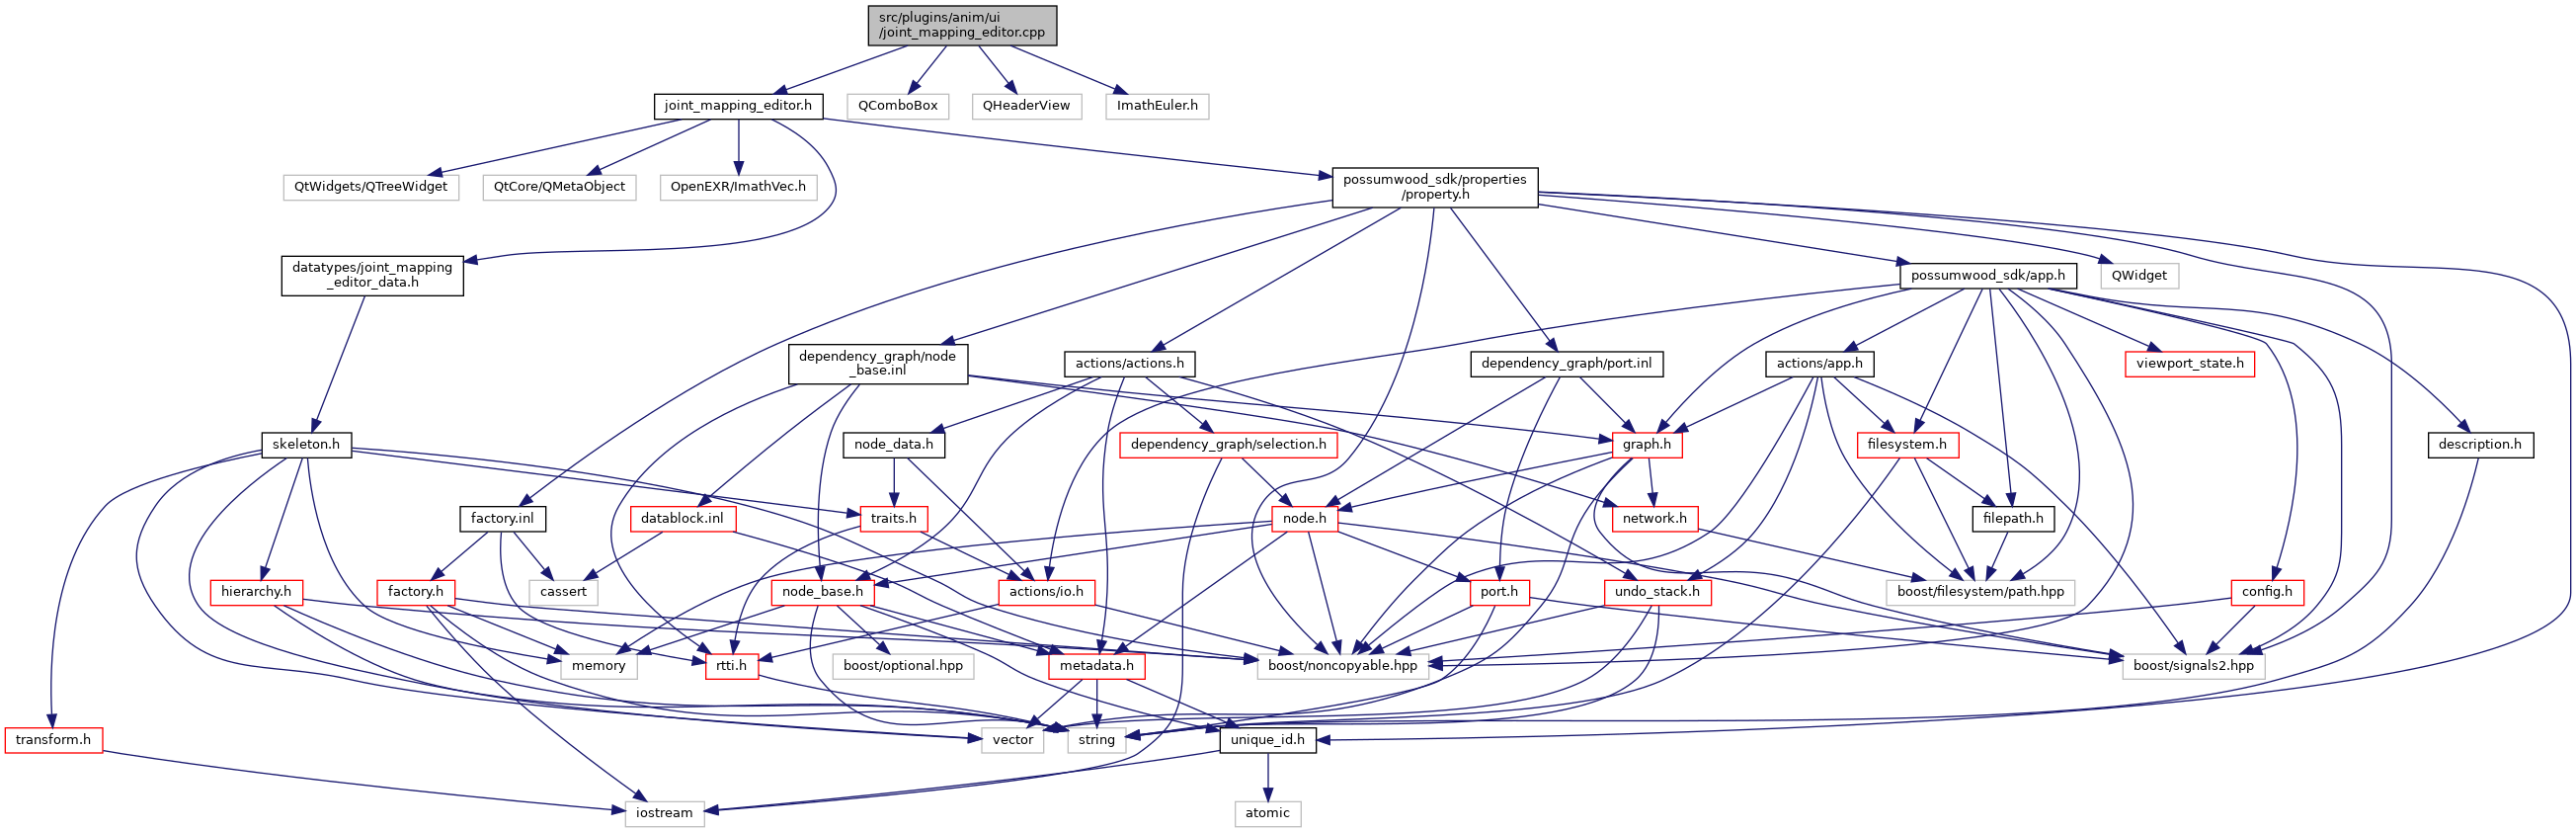 src/plugins/anim/ui
/joint_mapping_editor.cpp
joint_mapping_editor.h
QComboBox
QHeaderView
ImathEuler.h
QtWidgets/QTreeWidget
QtCore/QMetaObject
OpenEXR/ImathVec.h
possumwood_sdk/properties
/property.h
datatypes/joint_mapping
_editor_data.h
possumwood_sdk/app.h
QWidget
dependency_graph/node
_base.inl
actions/actions.h
dependency_graph/port.inl
actions/app.h
viewport_state.h
skeleton.h
node_data.h
dependency_graph/selection.h
graph.h
filesystem.h
description.h
factory.inl
datablock.inl
traits.h
node.h
network.h
filepath.h
hierarchy.h
factory.h
cassert
node_base.h
actions/io.h
port.h
undo_stack.h
boost/filesystem/path.hpp
config.h
memory
rtti.h
boost/optional.hpp
metadata.h
boost/noncopyable.hpp
boost/signals2.hpp
transform.h
vector
string
unique_id.h
iostream
atomic